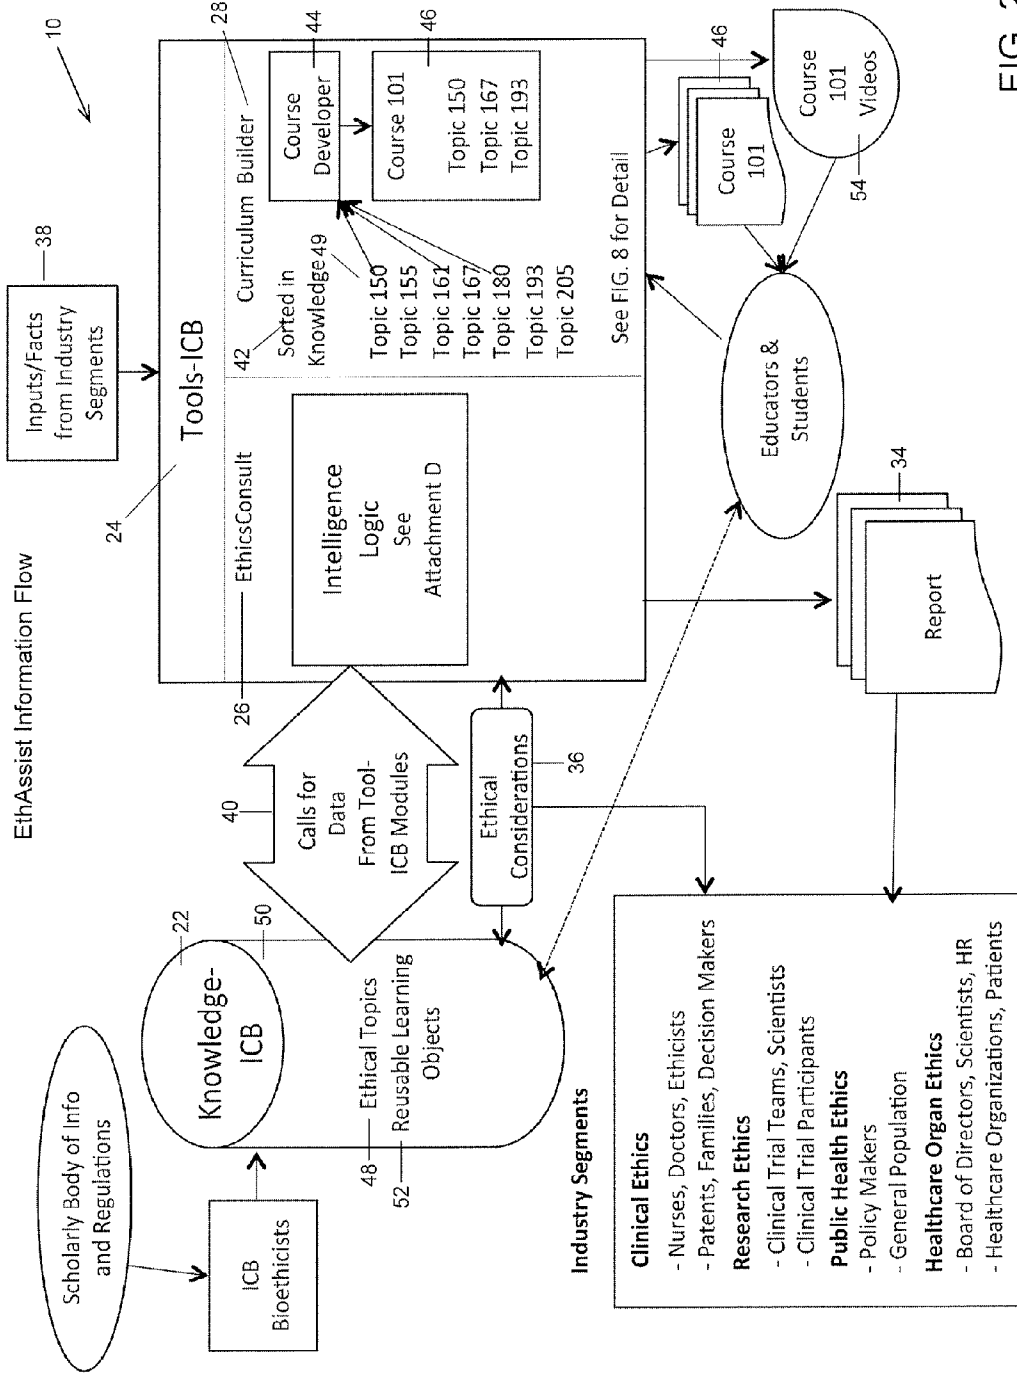 EthAssist Information Flow
10
Scholarly Body of Info
and Regulations
ICB
Bioethicists
Knowledge-
ICB
22
50
48
Ethical Topics
52
Reusable Learning
Objects
40
Calls for
Data
From Tool-
ICB Modules
Ethical
Considerations
36
Inputs/Facts
from Industry
Segments
38
24
Tools-ICB
26
EthicsConsult
Intelligence
Logic
See
Attachment D
28
Curriculum Builder
42
Sorted in
Knowledge
49
Topic 150
Topic 155
Topic 161
Topic 167
Topic 180
Topic 193
Topic 205
44
Course
Developer
46
Course 101
Topic 150
Topic 167
Topic 193
See FIG. 8 for Detail
46
Course
101
Course
101
Videos
54
Educators &
Students
34
Report
Industry Segments
Clinical Ethics
- Nurses, Doctors, Ethicists
- Patents, Families, Decision Makers
Research Ethics
- Clinical Trial Teams, Scientists
- Clinical Trial Participants
Public Health Ethics
- Policy Makers
- General Population
Healthcare Organ Ethics
- Board of Directors, Scientists, HR
- Healthcare Organizations, Patients
FIG.